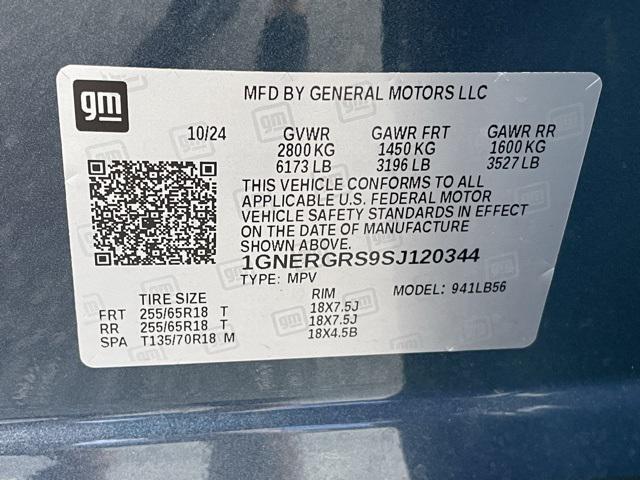 gm
MFD BY GENERAL MOTORS LLC
10/24 GVWR GAWR FRT GAWR RR
2800 KG 1450 KG 1600 KG
6173 LB 3196 LB 3527 LB
THIS VEHICLE CONFORMS TO ALL
APPLICABLE U.S. FEDERAL MOTOR
VEHICLE SAFETY STANDARDS IN EFFECT
ON THE DATE OF MANUFACTURE
SHOWN ABOVE.
1GNERGRS9SJ120344
TYPE: MPV MODEL: 941LB56
TIRE SIZE RIM
FRT 255/65R18 T 18X7.5J
RR 255/65R18 T 18X7.5J
SPA T135/70R18 M 18X4.5B